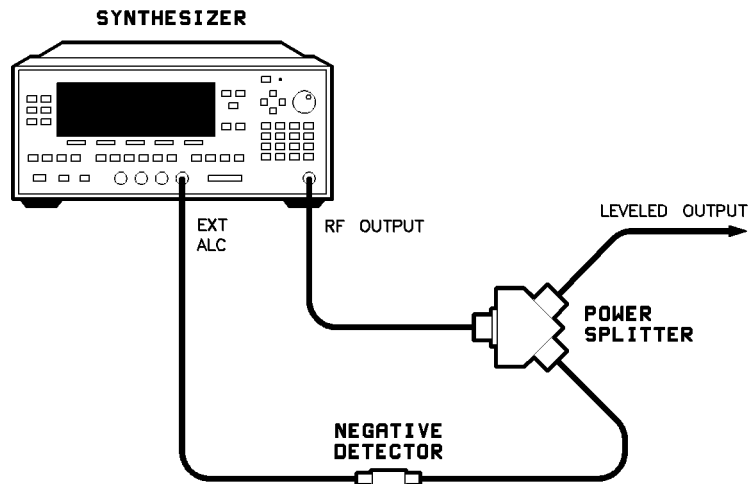 SYNTHESIZER
EXT
ALC
RF OUTPUT
LEVELED OUTPUT
POWER
SPLITTER
NEGATIVE
DETECTOR